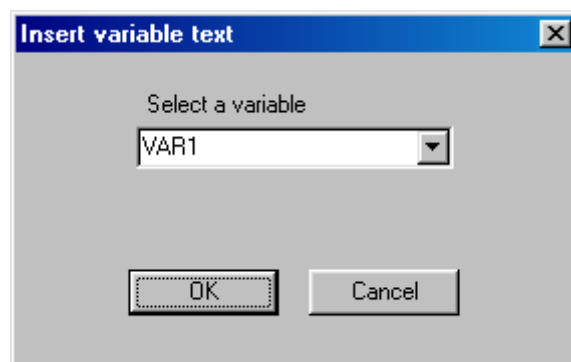 Insert variable text
Select a variable
VAR1
OK
Cancel